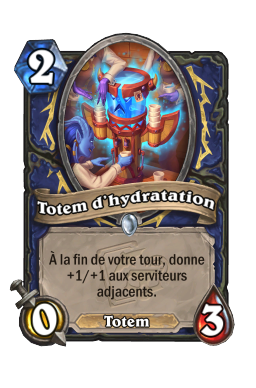 2
Totem d'hydratation
À la fin de votre tour, donne
+1/+1 aux serviteurs
adjacents.
0
Totem
3